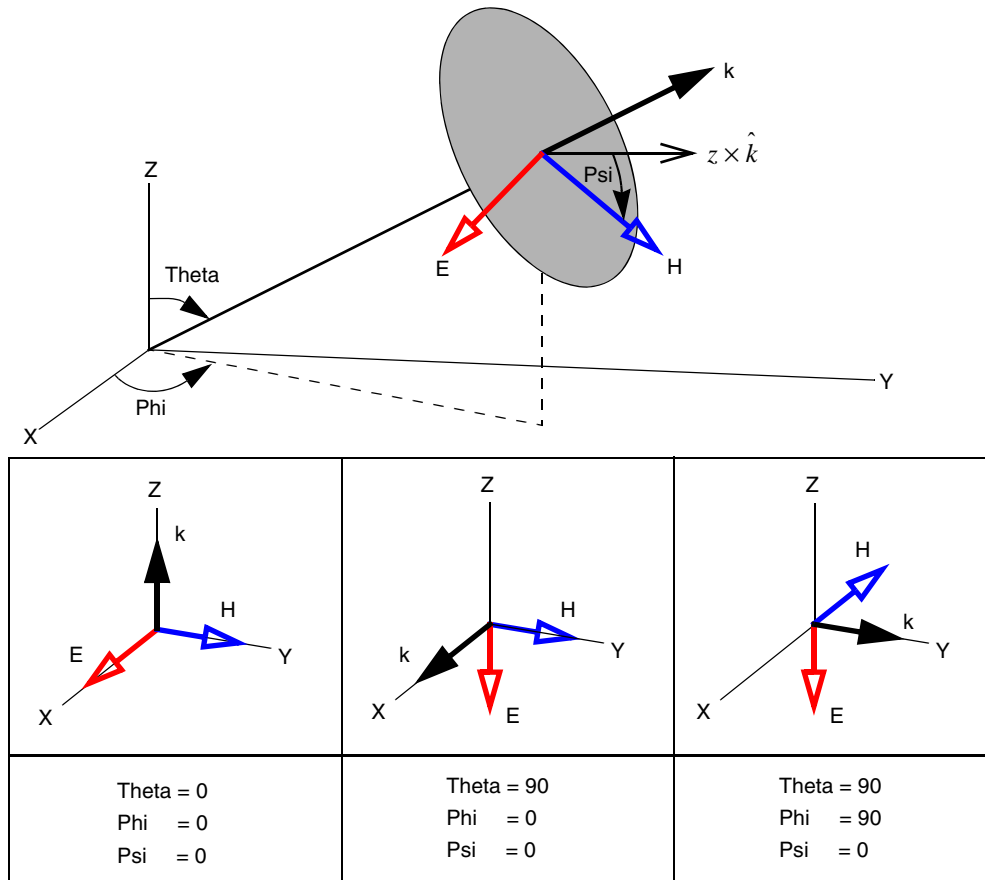 k
z × k̂
Psi
Z
E
H
Theta
Y
Phi
X
Z
k
H
E
Y
X
Z
H
k
Y
X
E
Z
H
k
Y
X
E
Theta = 0
Phi = 0
Psi = 0
Theta = 90
Phi = 0
Psi = 0
Theta = 90
Phi = 90
Psi = 0